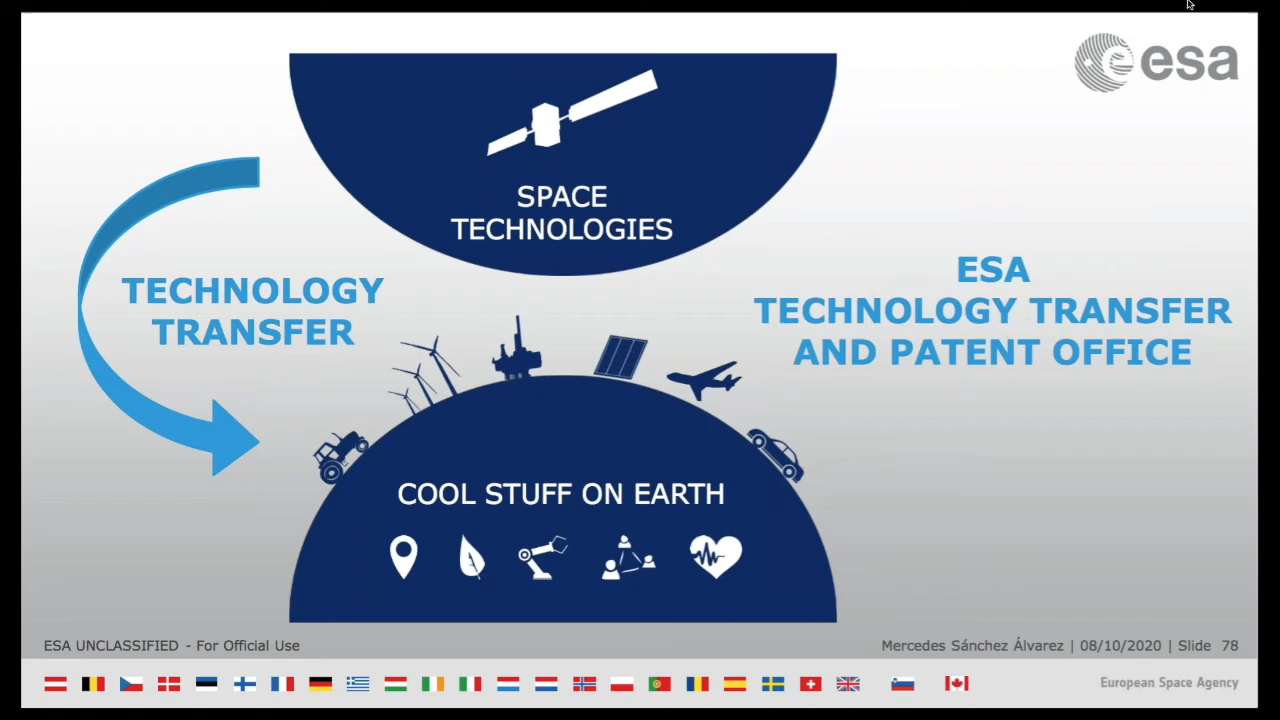 esa
SPACE
TECHNOLOGIES
TECHNOLOGY
TRANSFER
ESA
TECHNOLOGY TRANSFER
AND PATENT OFFICE
COOL STUFF ON EARTH
ESA UNCLASSIFIED - For Official Use
Mercedes Sánchez Álvarez | 08/10/2020 | Slide 78
European Space Agency